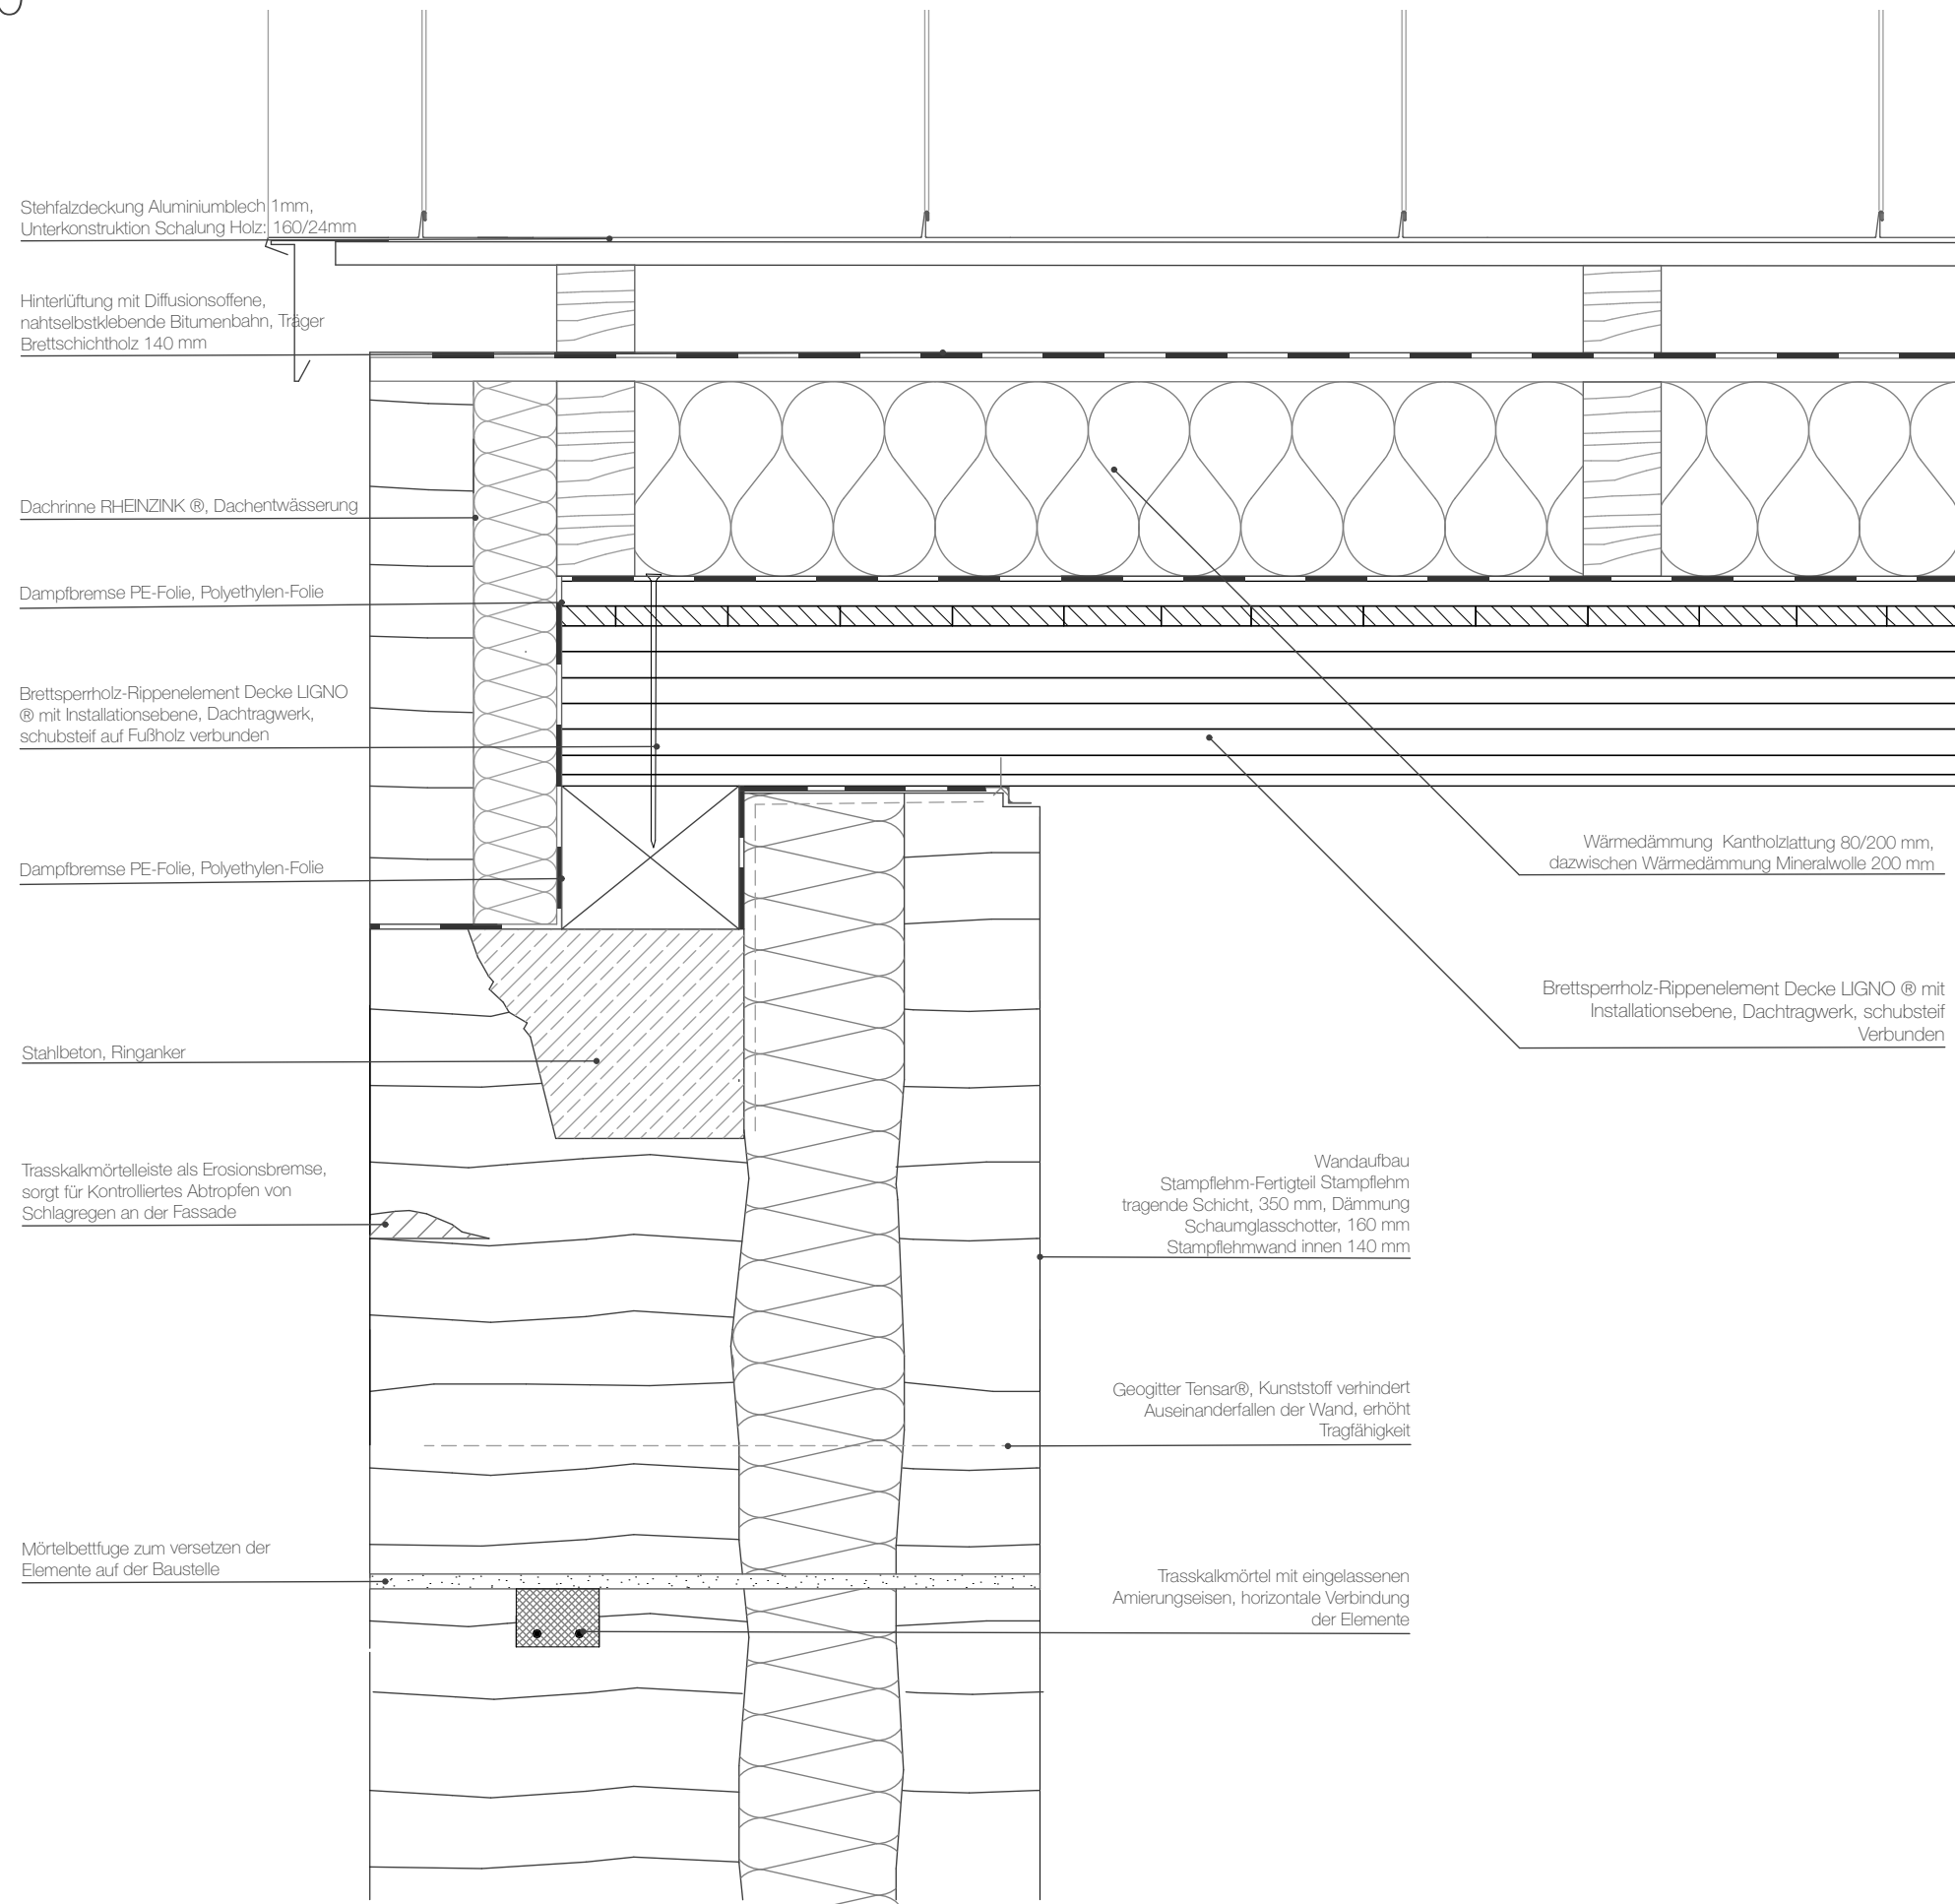 Stehfalzdeckung Aluminiumblech 1mm,
Unterkonstruktion Schalung Holz: 160/24mm
Hinterlüftung mit Diffusionsoffene,
nahtselbstklebende Bitumenbahn, Träger
Brettschichtholz 140 mm
Dachrinne RHEINZINK ®, Dachentwässerung
Dampfbremse PE-Folie, Polyethylen-Folie
Brettsperrholz-Rippenelement Decke LIGNO
® mit Installationsebene, Dachtragwerk,
schubsteif auf Fußholz verbunden
Dampfbremse PE-Folie, Polyethylen-Folie
Stahlbeton, Ringanker
Trasskalkmörtelleiste als Erosionsbremse,
sorgt für Kontrolliertes Abtropfen von
Schlagregen an der Fassade
Mörtelbettfuge zum versetzen der
Elemente auf der Baustelle
Wärmedämmung Kantholzlattung 80/200 mm,
dazwischen Wärmedämmung Mineralwolle 200 mm
Brettsperrholz-Rippenelement Decke LIGNO ® mit
Installationsebene, Dachtragwerk, schubsteif
Verbunden
Wandaufbau
Stampflehm-Fertigteil Stampflehm
tragende Schicht, 350 mm, Dämmung
Schaumglasschotter, 160 mm
Stampflehmwand innen 140 mm
Geogitter Tensar®, Kunststoff verhindert
Auseinanderfallen der Wand, erhöht
Tragfähigkeit
Trasskalkmörtel mit eingelassenen
Amierungseisen, horizontale Verbindung
der Elemente